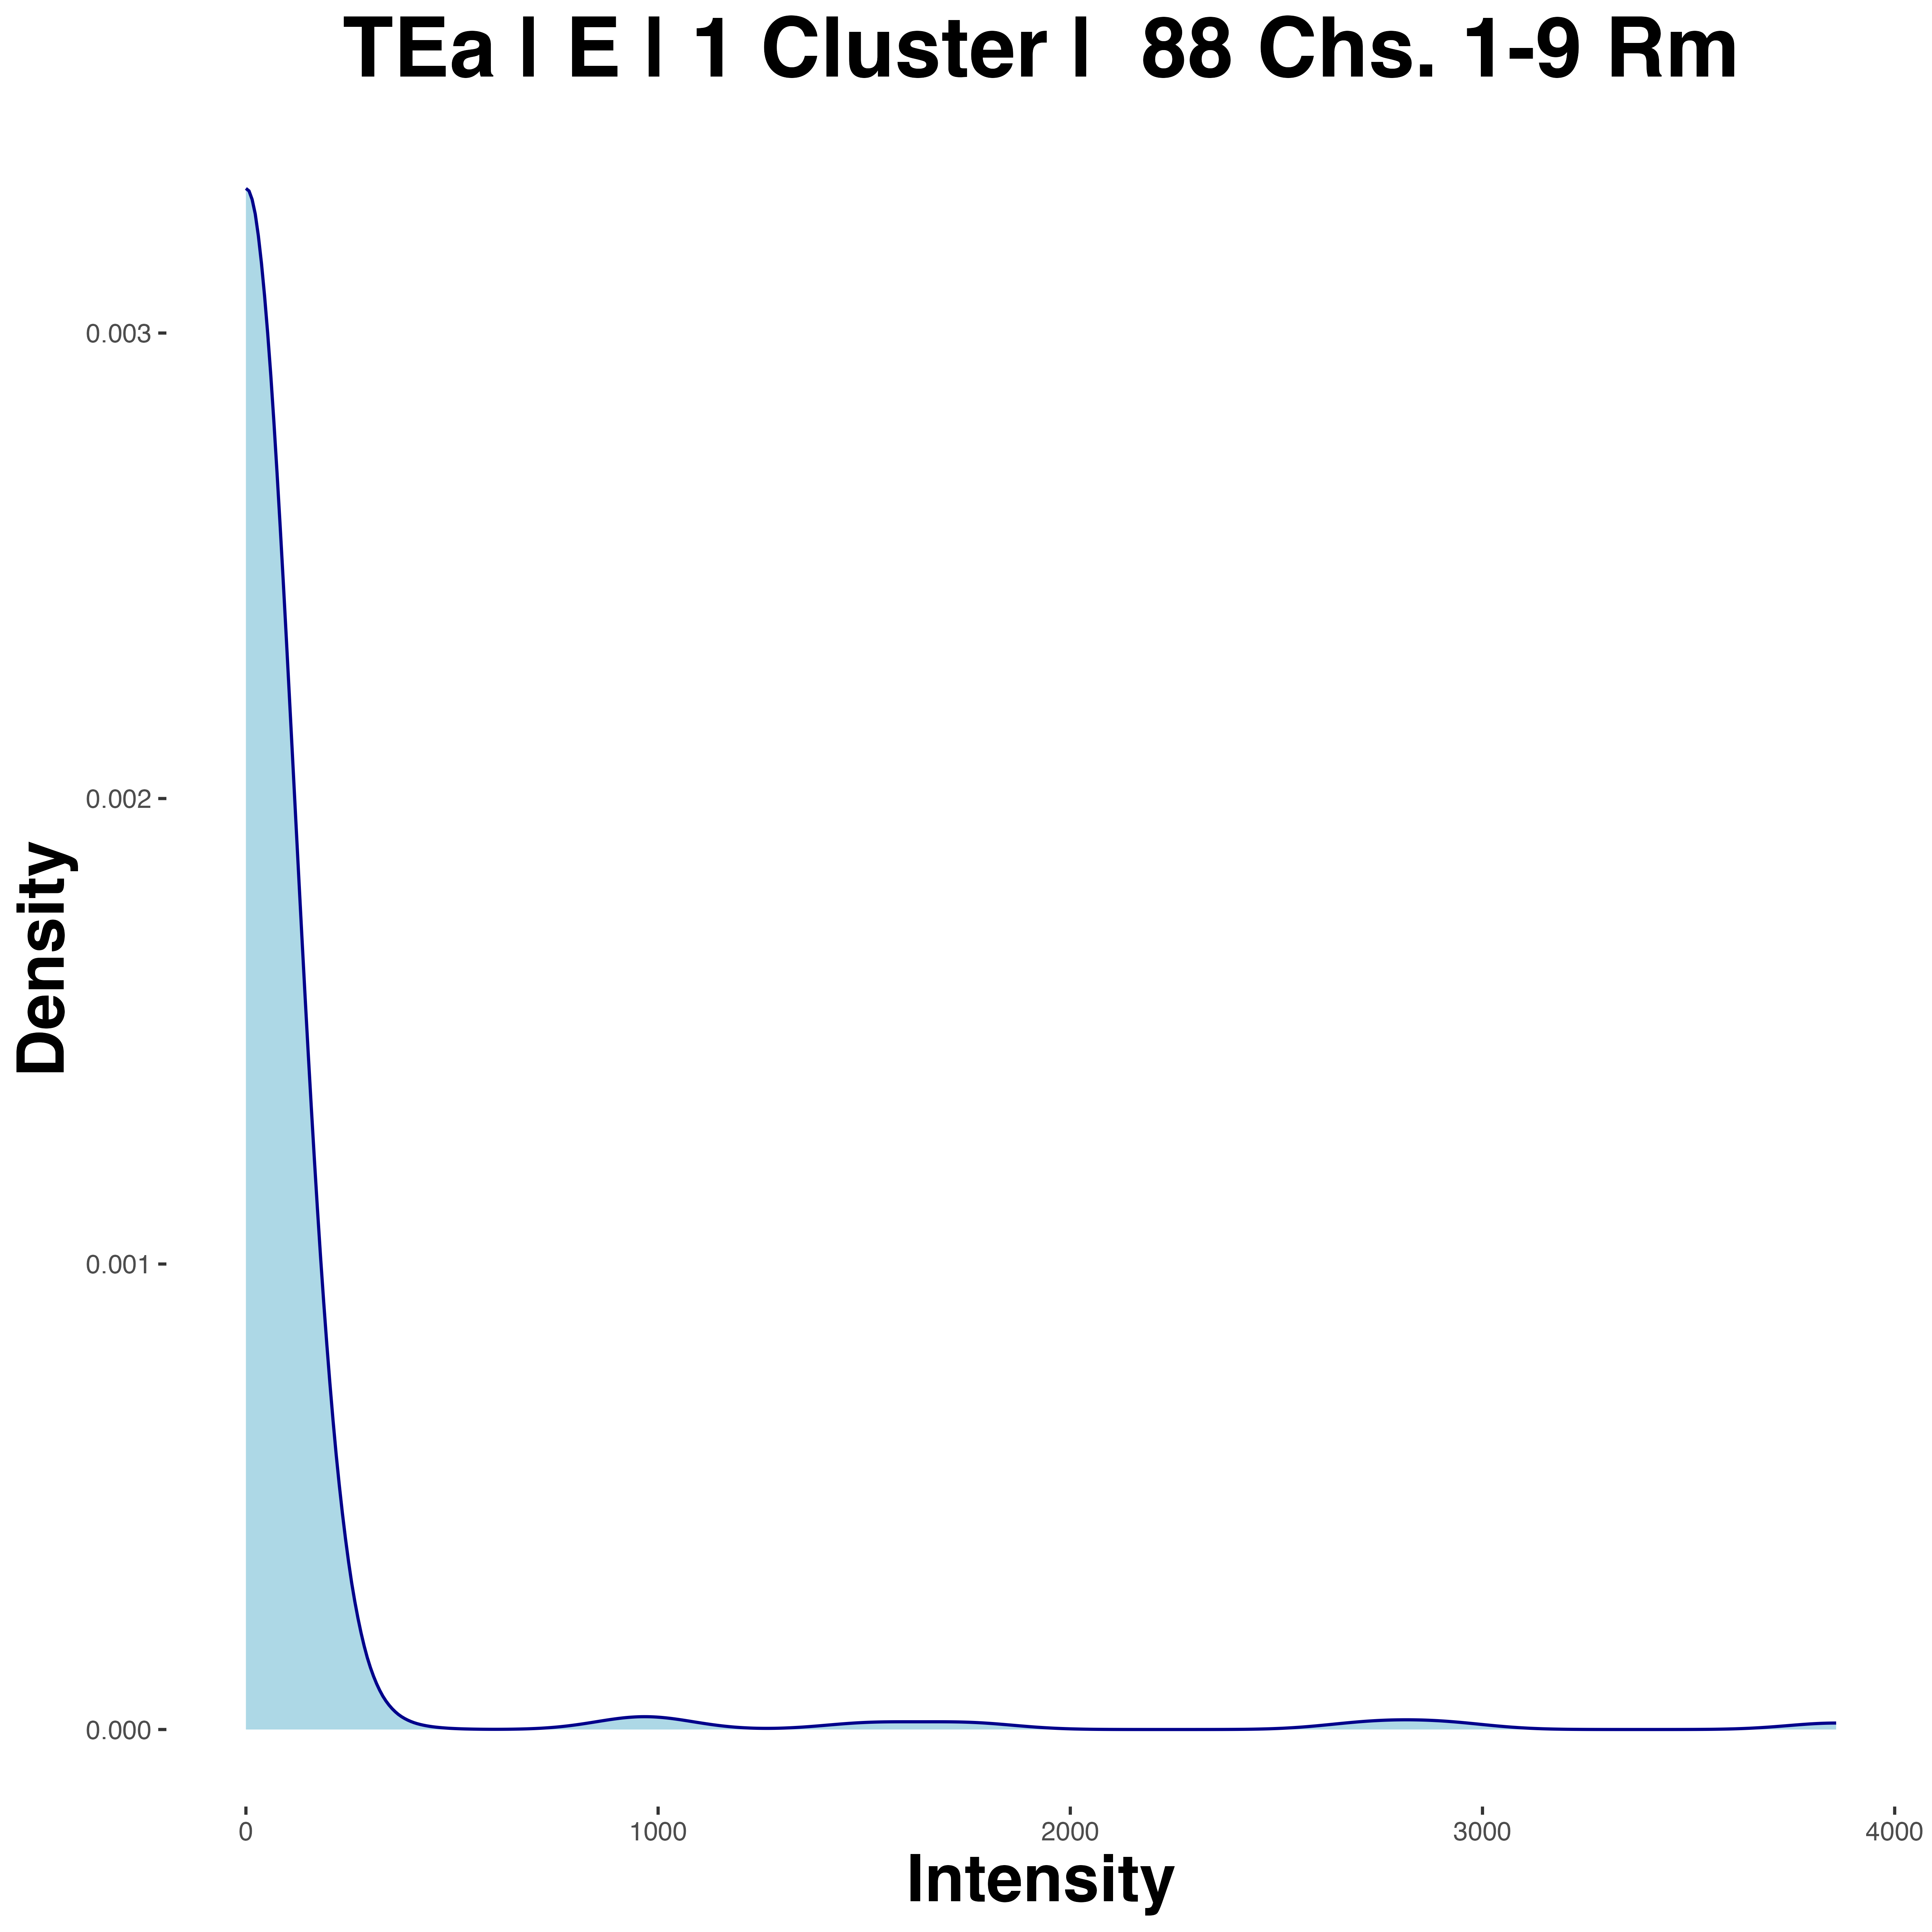 TEa | E | 1 Cluster |  88 Chs. 1-9 Rm
0.003
0.002
0.001
0.000
Density
0 1000 2000 3000 4000
Intensity